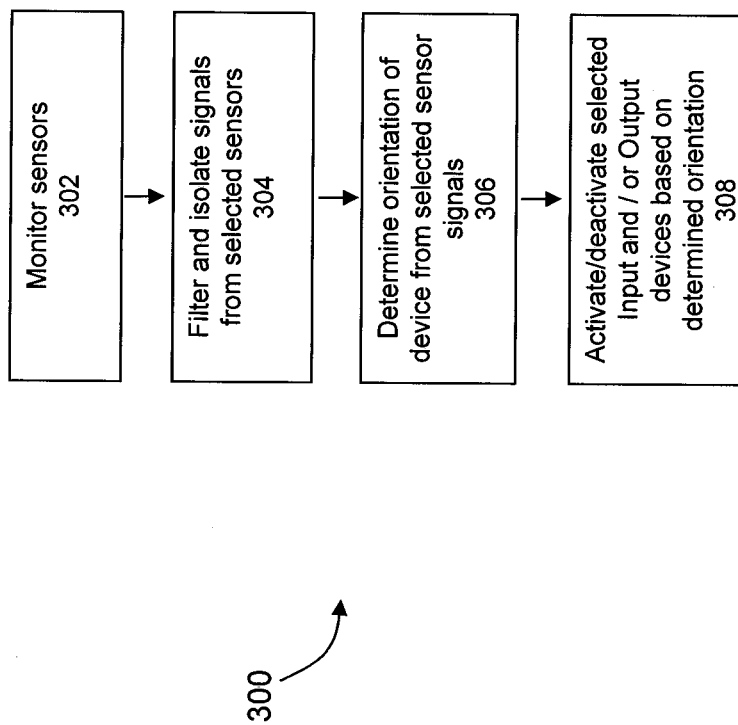 Monitor sensors
302
Filter and isolate signals
from selected sensors
304
Determine orientation of
device from selected sensor
signals
306
Activate/deactivate selected
Input and / or Output
devices based on
determined orientation
308
300